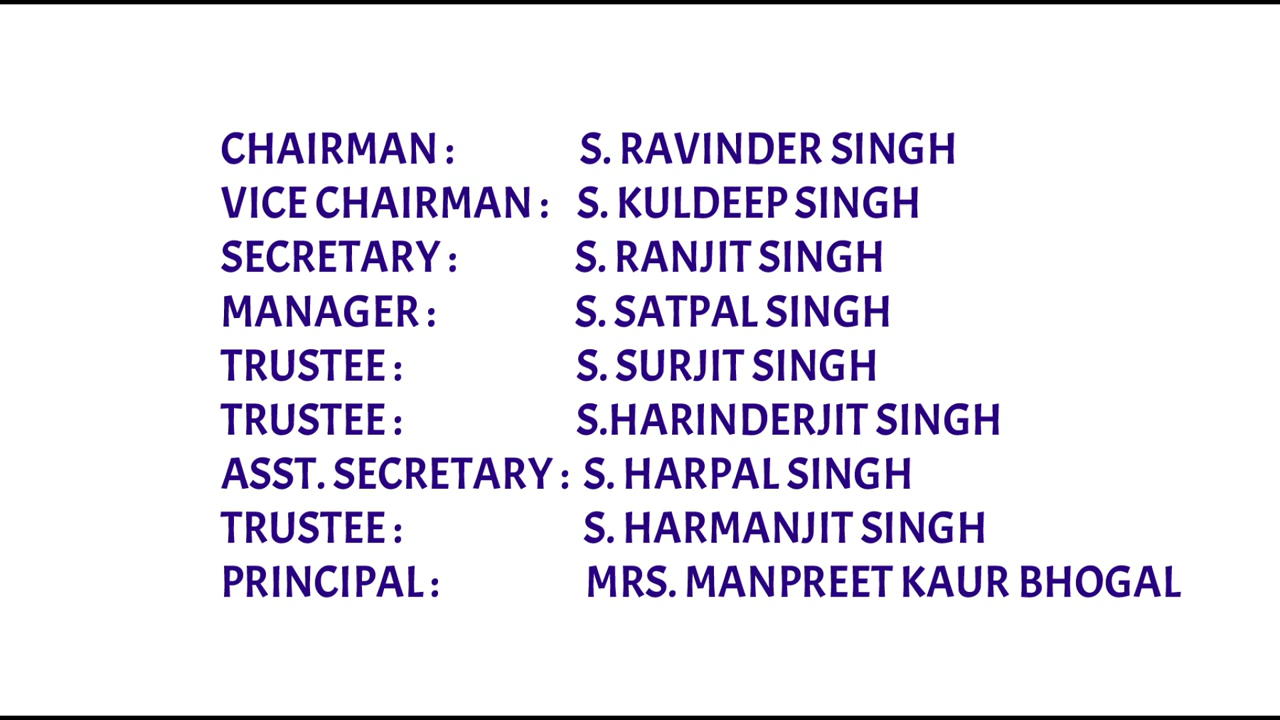 CHAIRMAN : S. RAVINDER SINGH
VICE CHAIRMAN : S. KULDEEP SINGH
SECRETARY : S. RANJIT SINGH
MANAGER : S. SATPAL SINGH
TRUSTEE : S. SURJIT SINGH
TRUSTEE : S.HARINDERJIT SINGH
ASST. SECRETARY : S. HARPAL SINGH
TRUSTEE : S. HARMANJIT SINGH
PRINCIPAL : MRS. MANPREET KAUR BHOGAL